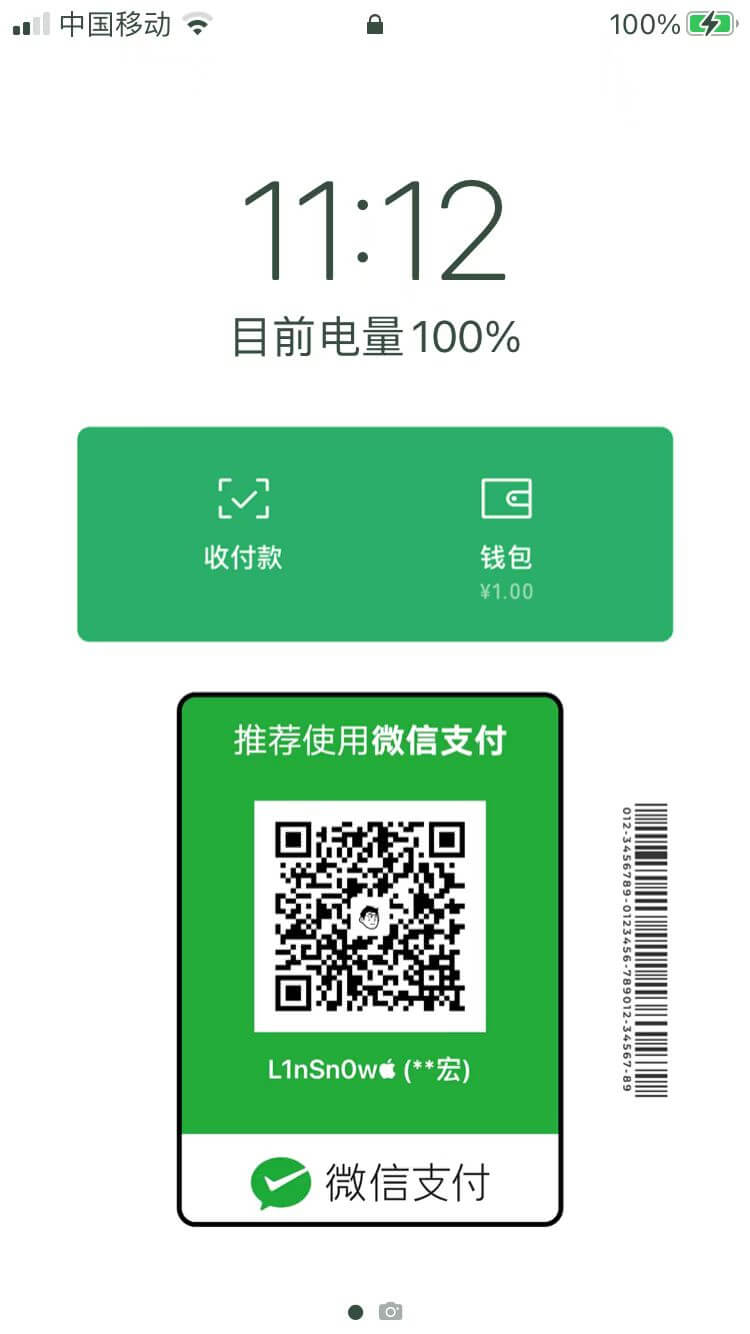 中国移动
100%
11:12
目前电量100%
收付款
钱包
¥1.00
推荐使用微信支付
L1nSn0w (**宏)
微信支付
012-3456789-0123456-789012-34567-89